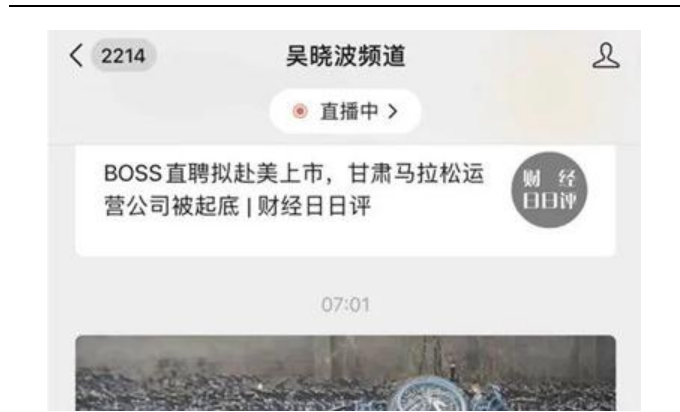 2214
吴晓波频道
直播中
BOSS直聘拟赴美上市，甘肃马拉松运
营公司被起底 | 财经日日评
财 经
日日评
07:01